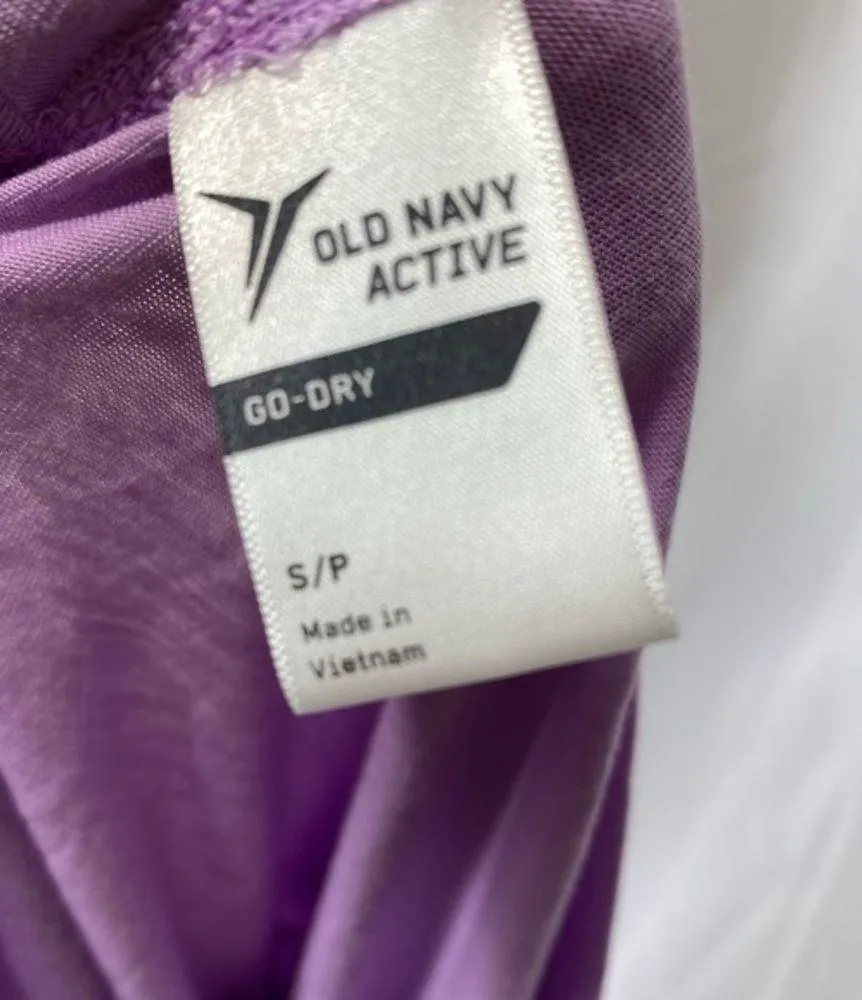 OLD NAVY
ACTIVE
GO-DRY
S/P
Made in
Vietnam